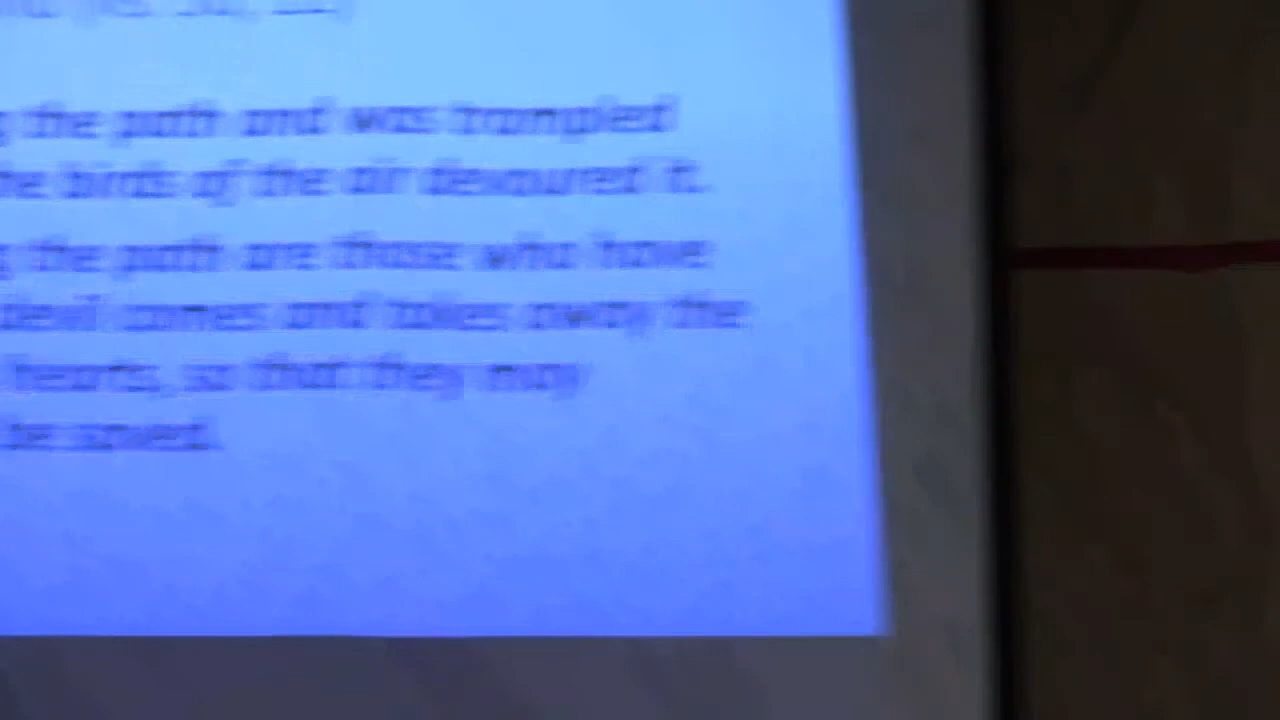 the path and was trampled
the birds of the air devoured it.
the path are those who have
devil comes and takes away the
hearts, so that they may
be saved.